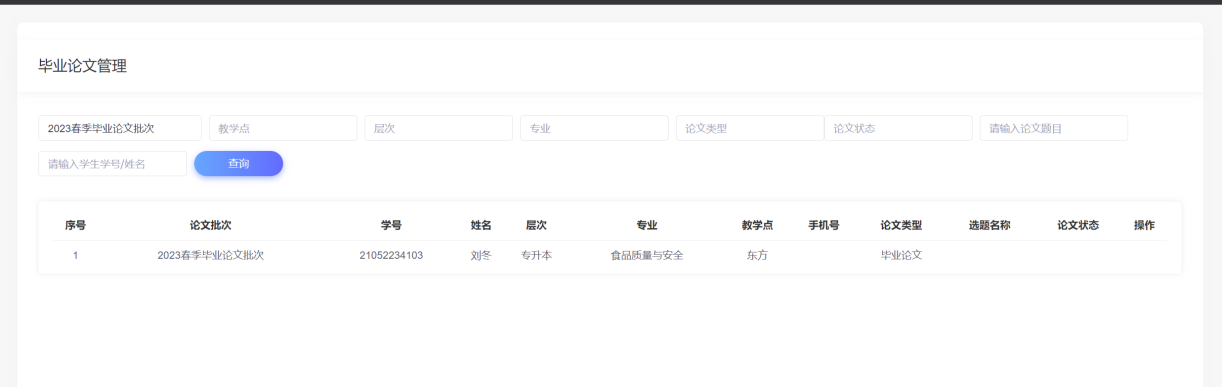 毕业论文管理
2023春季毕业论文批次 教学点 层次 专业 论文类型 论文状态 请输入论文题目
请输入学生学号/姓名 查询
序号 论文批次 学号 姓名 层次 专业 教学点 手机号 论文类型 选题名称 论文状态 操作
1 2023春季毕业论文批次 21052234103 刘冬 专升本 食品质量与安全 东方 毕业论文